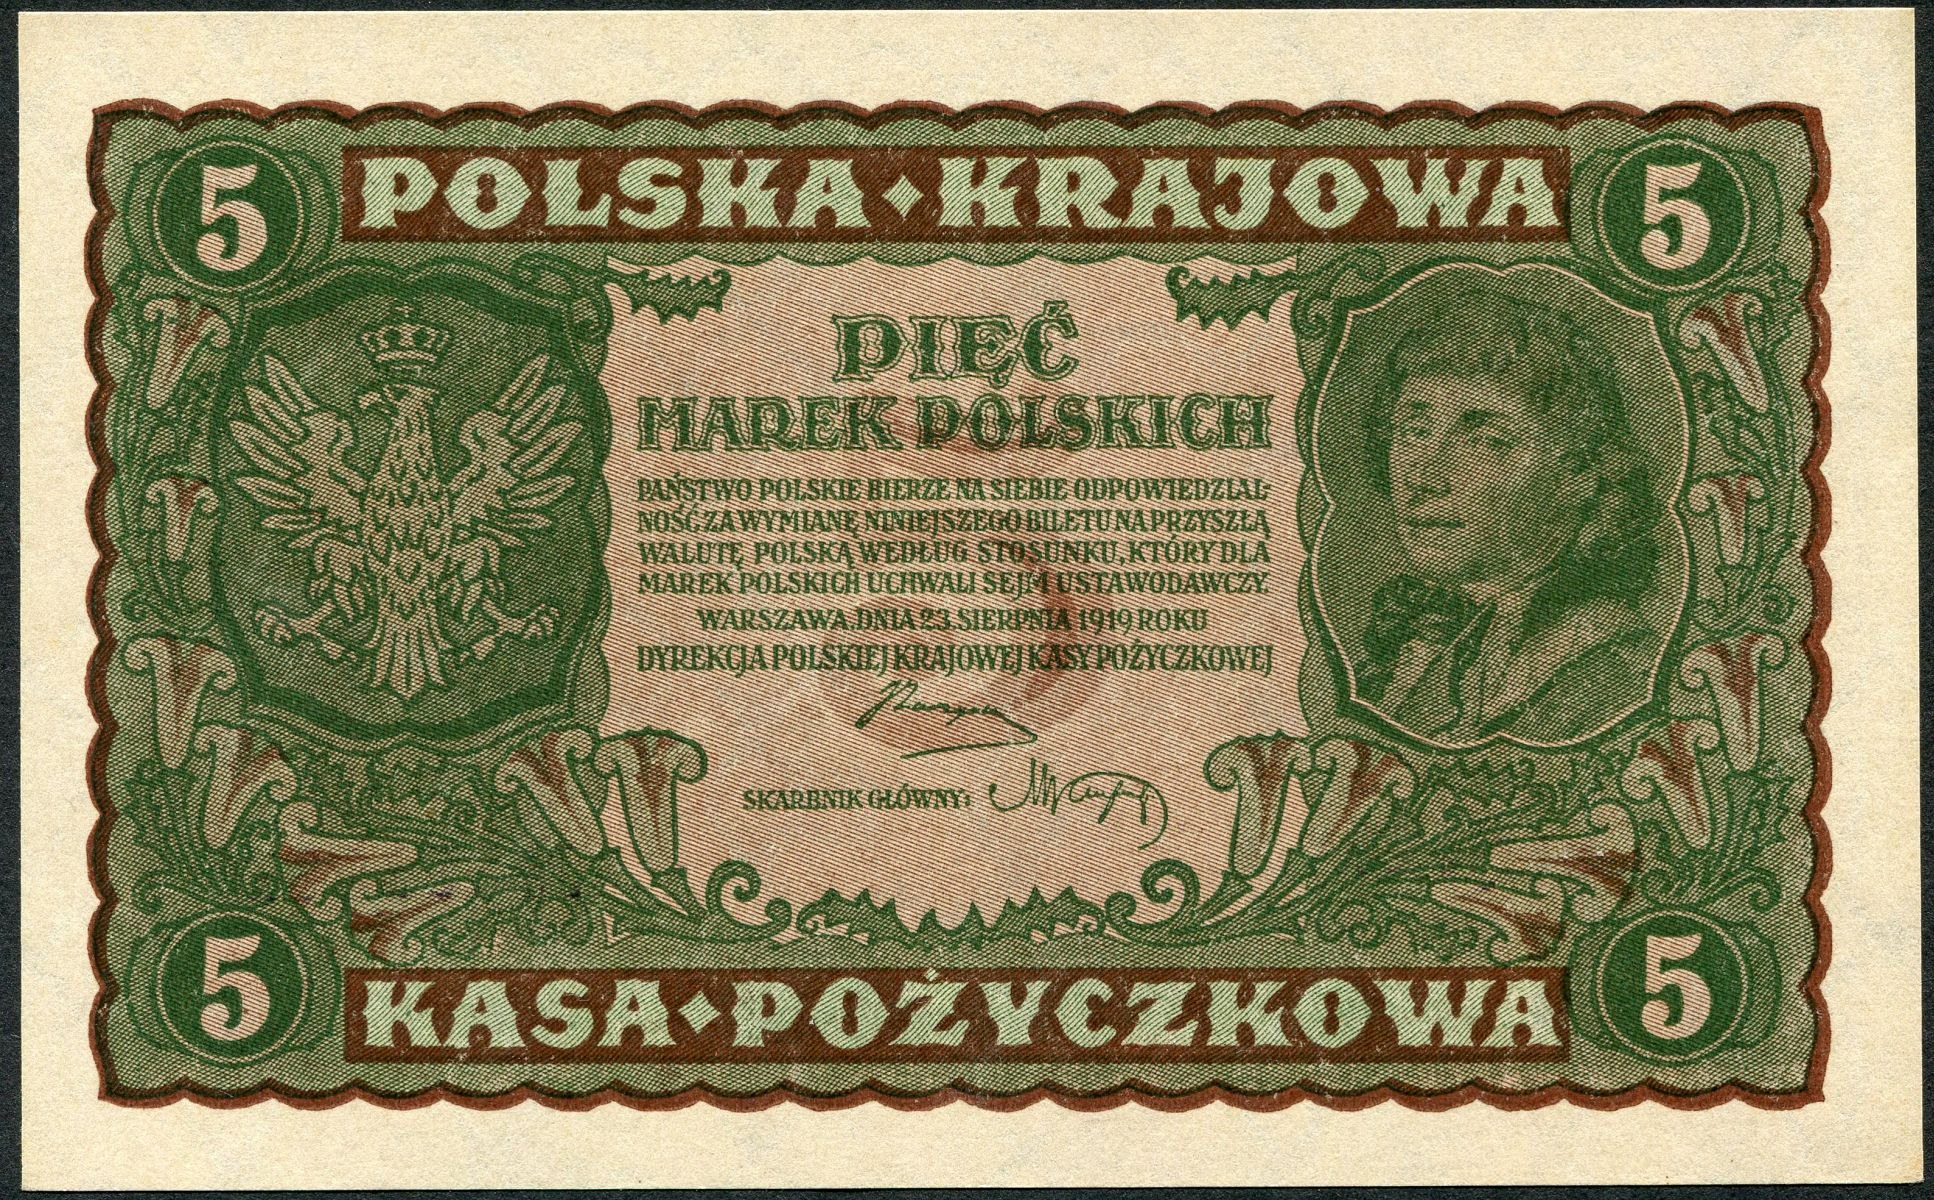 5 POLSKA KRAJOWA 5
PIĘĆ
MAREK POLSKICH
PAŃSTWO POLSKIE BIERZE NA SIEBIE ODPOWIEDZIAL-
NOŚĆ ZA WYMIANĘ NINIEJSZEGO BILETU NA PRZYSZŁĄ
WALUTĘ POLSKĄ WEDŁUG STOSUNKU, KTÓRY DLA
MAREK POLSKICH UCHWALI SEJM USTAWODAWCZY.
WARSZAWA, DNIA 23. SIERPNIA 1919 ROKU
DYREKCJA POLSKIEJ KRAJOWEJ KASY POŻYCZKOWEJ
SKARBNIK GŁÓWNY:
5 KASA POŻYCZKOWA 5